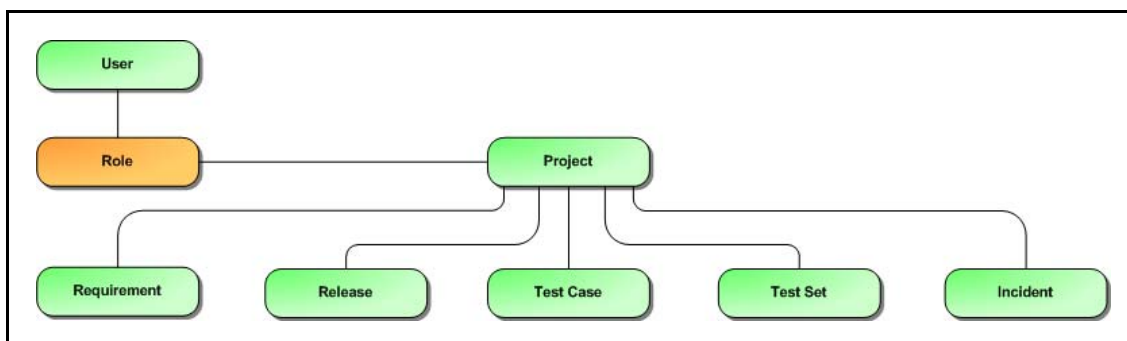 User
Role
Project
Requirement
Release
Test Case
Test Set
Incident